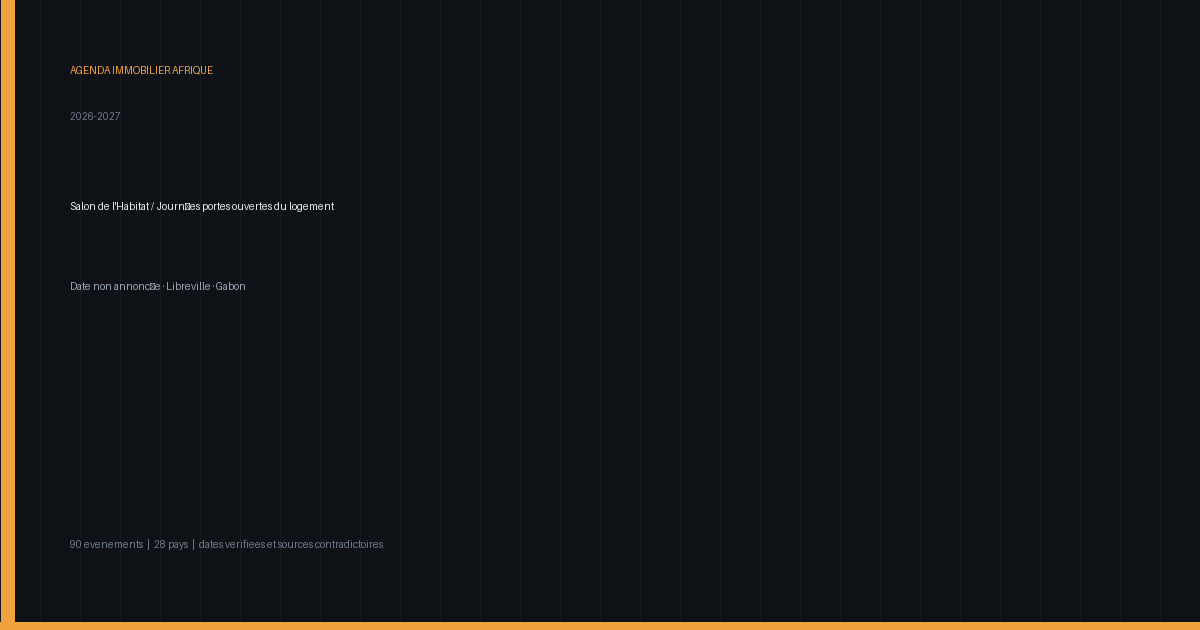 AGENDA IMMOBILIER AFRIQUE
2026-2027
Salon de l'Habitat / Journ�es portes ouvertes du logement
Date non annonc�e · Libreville · Gabon
90 evenements | 28 pays | dates verifiees et sources contradictoires